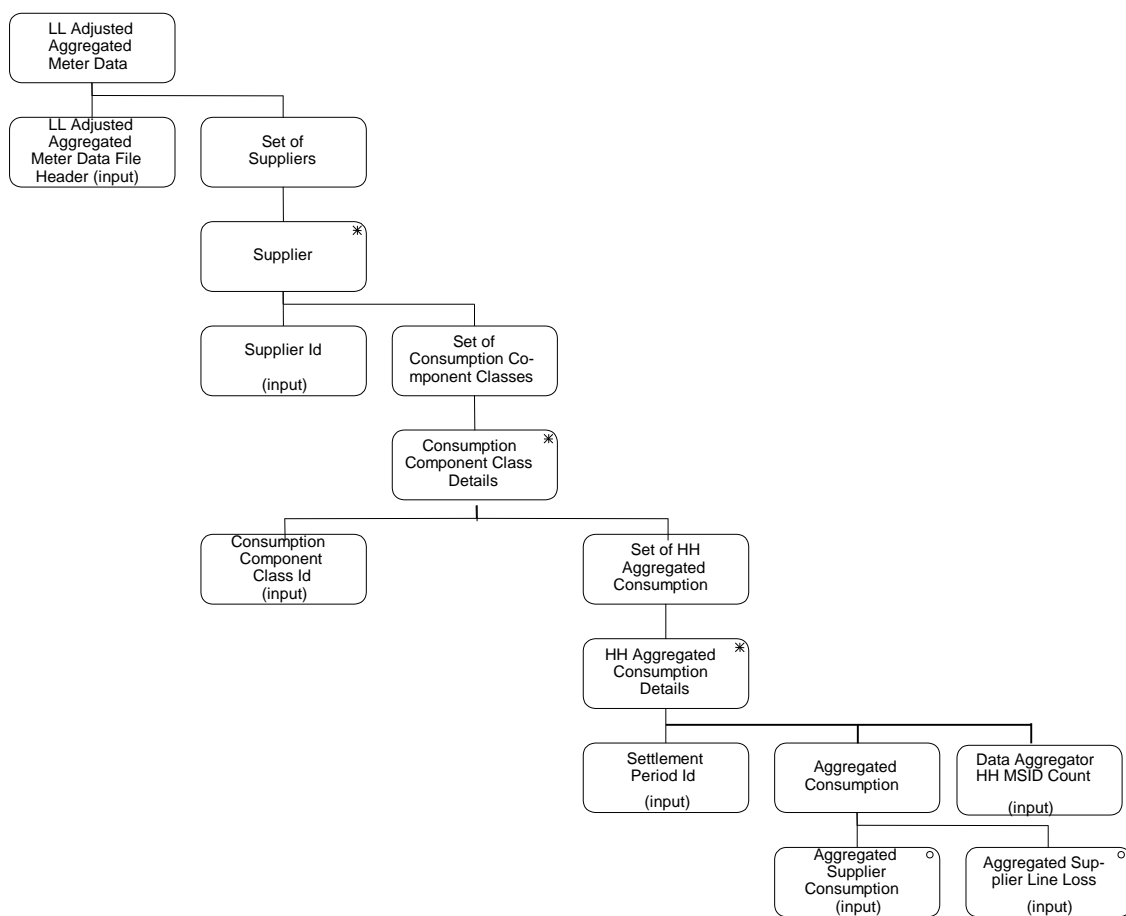 LL Adjusted
Aggregated
Meter Data
LL Adjusted
Aggregated
Meter Data File
Header (input)
Set of
Suppliers
Supplier
Supplier Id
(input)
Set of
Consumption Co-
mponent Classes
Consumption
Component Class
Details
Consumption
Component
Class Id
(input)
Set of HH
Aggregated
Consumption
HH Aggregated
Consumption
Details
Settlement
Period Id
(input)
Aggregated
Consumption
Data Aggregator
HH MSID Count
(input)
Aggregated
Supplier
Consumption
(input)
Aggregated Sup-
plier Line Loss
(input)